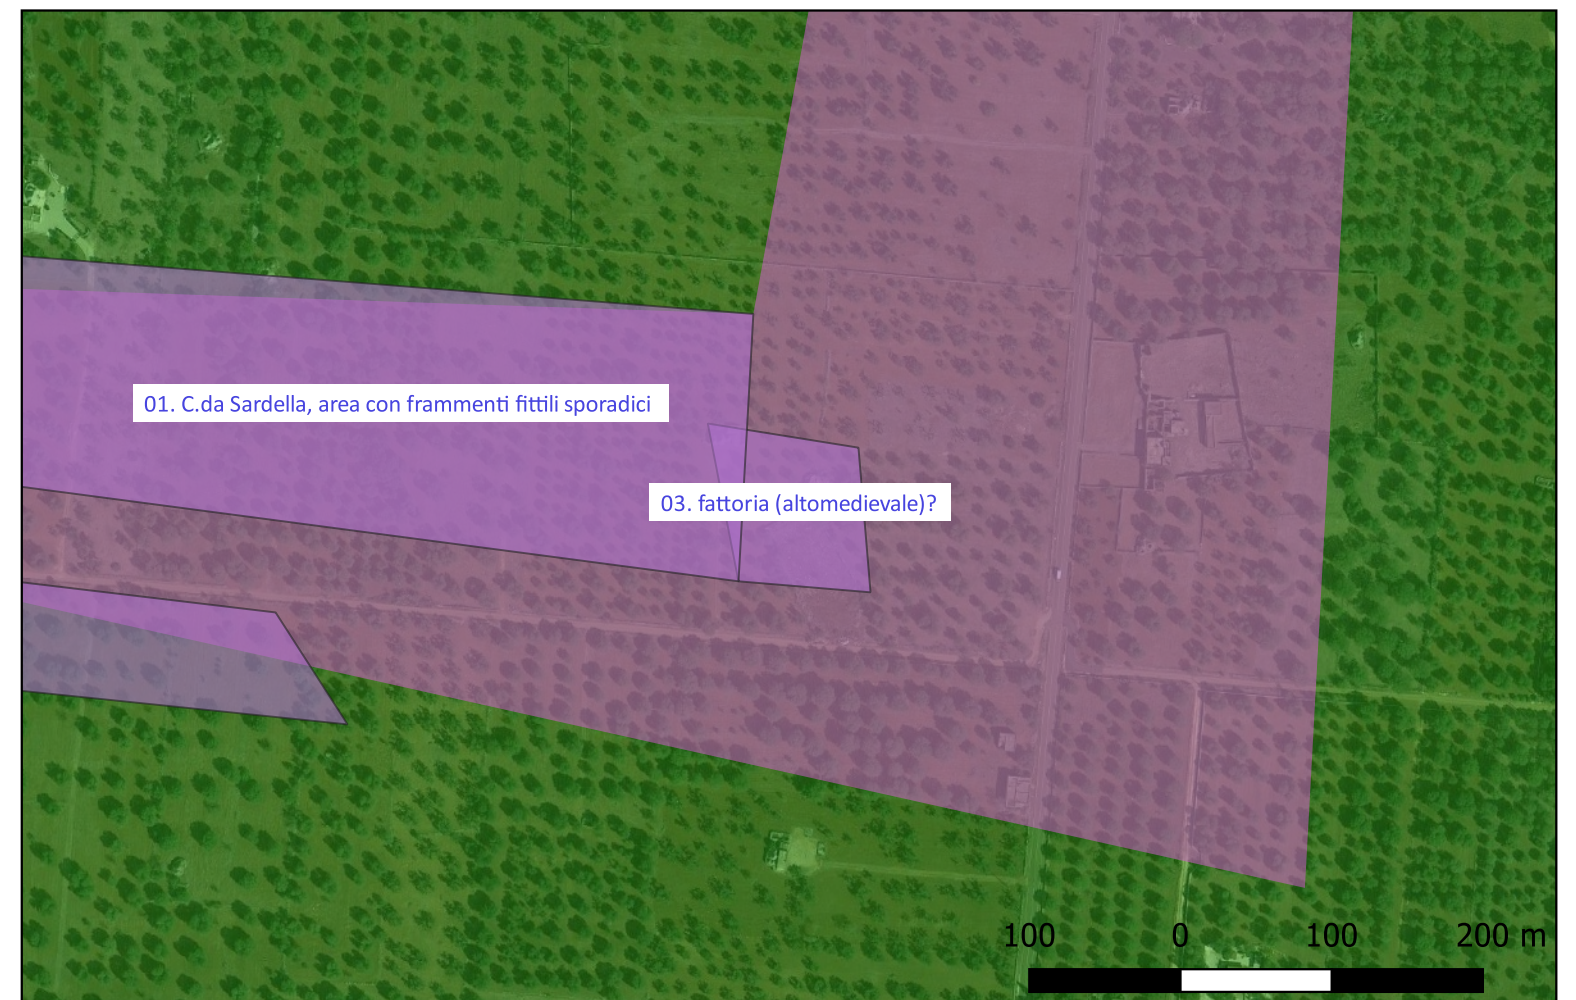 01. C.da Sardella, area con frammenti fittili sporadici
03. fattoria (altomedievale)?
100 0 100 200 m